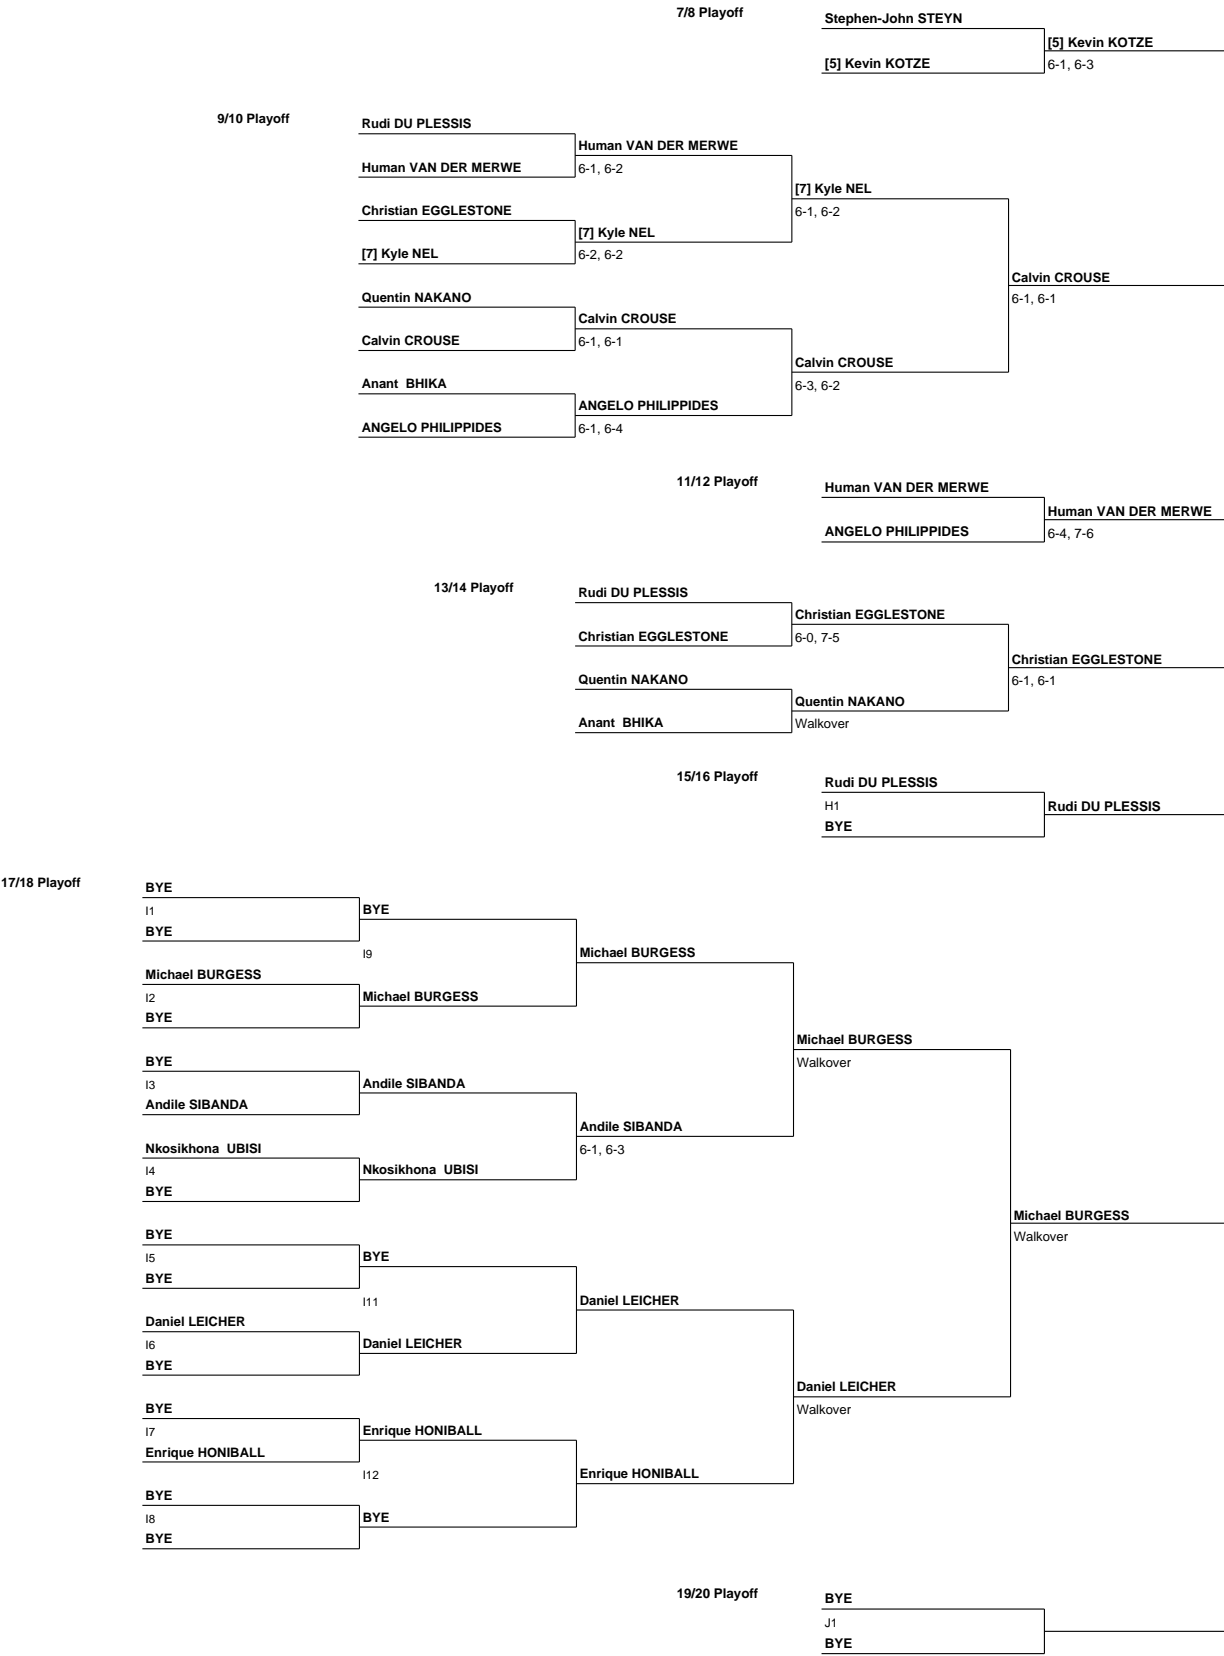 7/8 Playoff
Stephen-John STEYN
[5] Kevin KOTZE
[5] Kevin KOTZE
6-1, 6-3
9/10 Playoff
Rudi DU PLESSIS
Human VAN DER MERWE
Human VAN DER MERWE
6-1, 6-2
[7] Kyle NEL
Christian EGGLESTONE
6-1, 6-2
[7] Kyle NEL
[7] Kyle NEL
6-2, 6-2
Calvin CROUSE
Quentin NAKANO
6-1, 6-1
Calvin CROUSE
Calvin CROUSE
6-1, 6-1
Calvin CROUSE
Anant  BHIKA
6-3, 6-2
ANGELO PHILIPPIDES
ANGELO PHILIPPIDES
6-1, 6-4
11/12 Playoff
Human VAN DER MERWE
Human VAN DER MERWE
ANGELO PHILIPPIDES
6-4, 7-6
13/14 Playoff
Rudi DU PLESSIS
Christian EGGLESTONE
Christian EGGLESTONE
6-0, 7-5
Christian EGGLESTONE
Quentin NAKANO
6-1, 6-1
Quentin NAKANO
Anant  BHIKA
Walkover
15/16 Playoff
Rudi DU PLESSIS
H1
Rudi DU PLESSIS
BYE
17/18 Playoff
BYE
I1
BYE
BYE
I9
Michael BURGESS
Michael BURGESS
I2
Michael BURGESS
BYE
Michael BURGESS
BYE
Walkover
I3
Andile SIBANDA
Andile SIBANDA
Andile SIBANDA
Nkosikhona  UBISI
6-1, 6-3
I4
Nkosikhona  UBISI
BYE
Michael BURGESS
BYE
Walkover
I5
BYE
BYE
I11
Daniel LEICHER
Daniel LEICHER
I6
Daniel LEICHER
BYE
Daniel LEICHER
BYE
Walkover
I7
Enrique HONIBALL
Enrique HONIBALL
I12
Enrique HONIBALL
BYE
I8
BYE
BYE
19/20 Playoff
BYE
J1
BYE